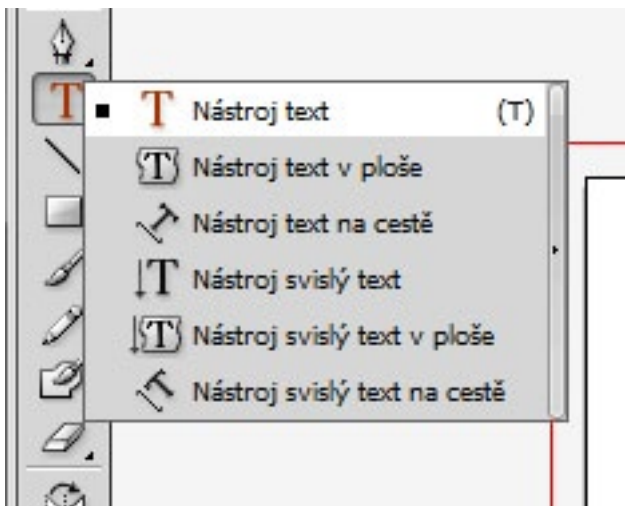 Nástroj text (T)
Nástroj text v ploše
Nástroj text na cestě
Nástroj svislý text
Nástroj svislý text v ploše
Nástroj svislý text na cestě